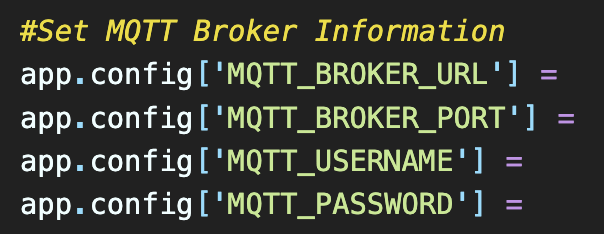 #Set MQTT Broker Information
app.config['MQTT_BROKER_URL'] =
app.config['MQTT_BROKER_PORT'] =
app.config['MQTT_USERNAME'] =
app.config['MQTT_PASSWORD'] =